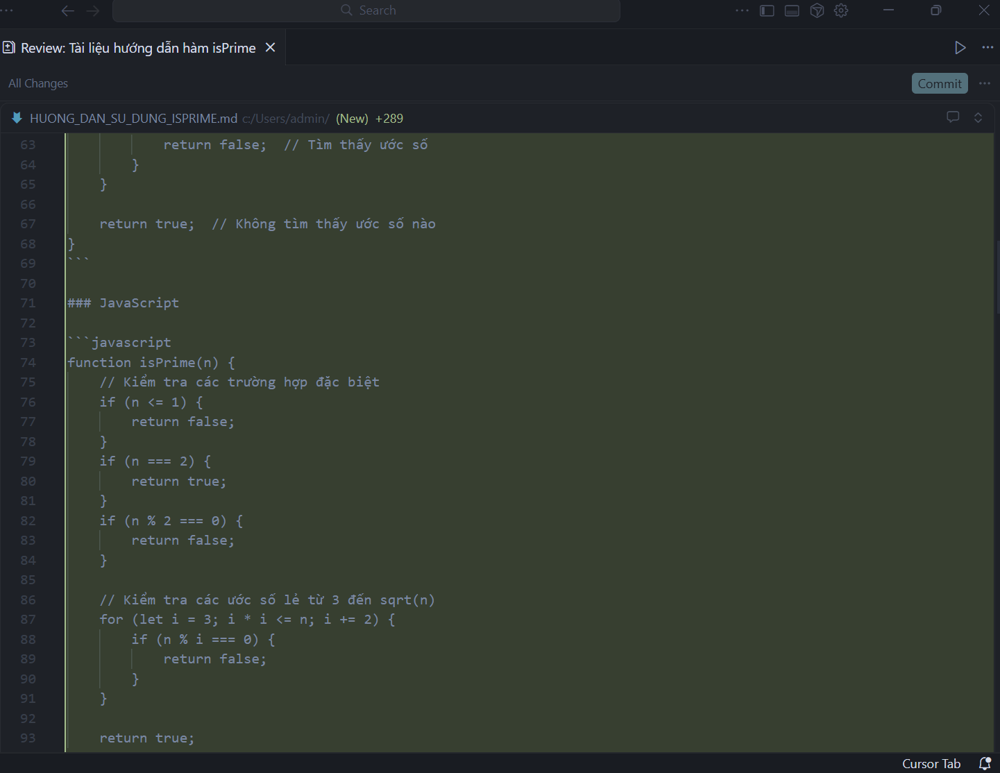 Search
Review: Tài liệu hướng dẫn hàm isPrime
All Changes
Commit
HUONG_DAN_SU_DUNG_ISPRIME.md c:/Users/admin/ (New) +289
63 return false; // Tìm thấy ước số
64 }
65 }
66
67 return true; // Không tìm thấy ước số nào
68 }
69 ```
70
71 ### JavaScript
72
73 ```javascript
74 function isPrime(n) {
75 // Kiểm tra các trường hợp đặc biệt
76 if (n <= 1) {
77 return false;
78 }
79 if (n === 2) {
80 return true;
81 }
82 if (n % 2 === 0) {
83 return false;
84 }
85
86 // Kiểm tra các ước số lẻ từ 3 đến sqrt(n)
87 for (let i = 3; i * i <= n; i += 2) {
88 if (n % i === 0) {
89 return false;
90 }
91 }
92
93 return true;
Cursor Tab